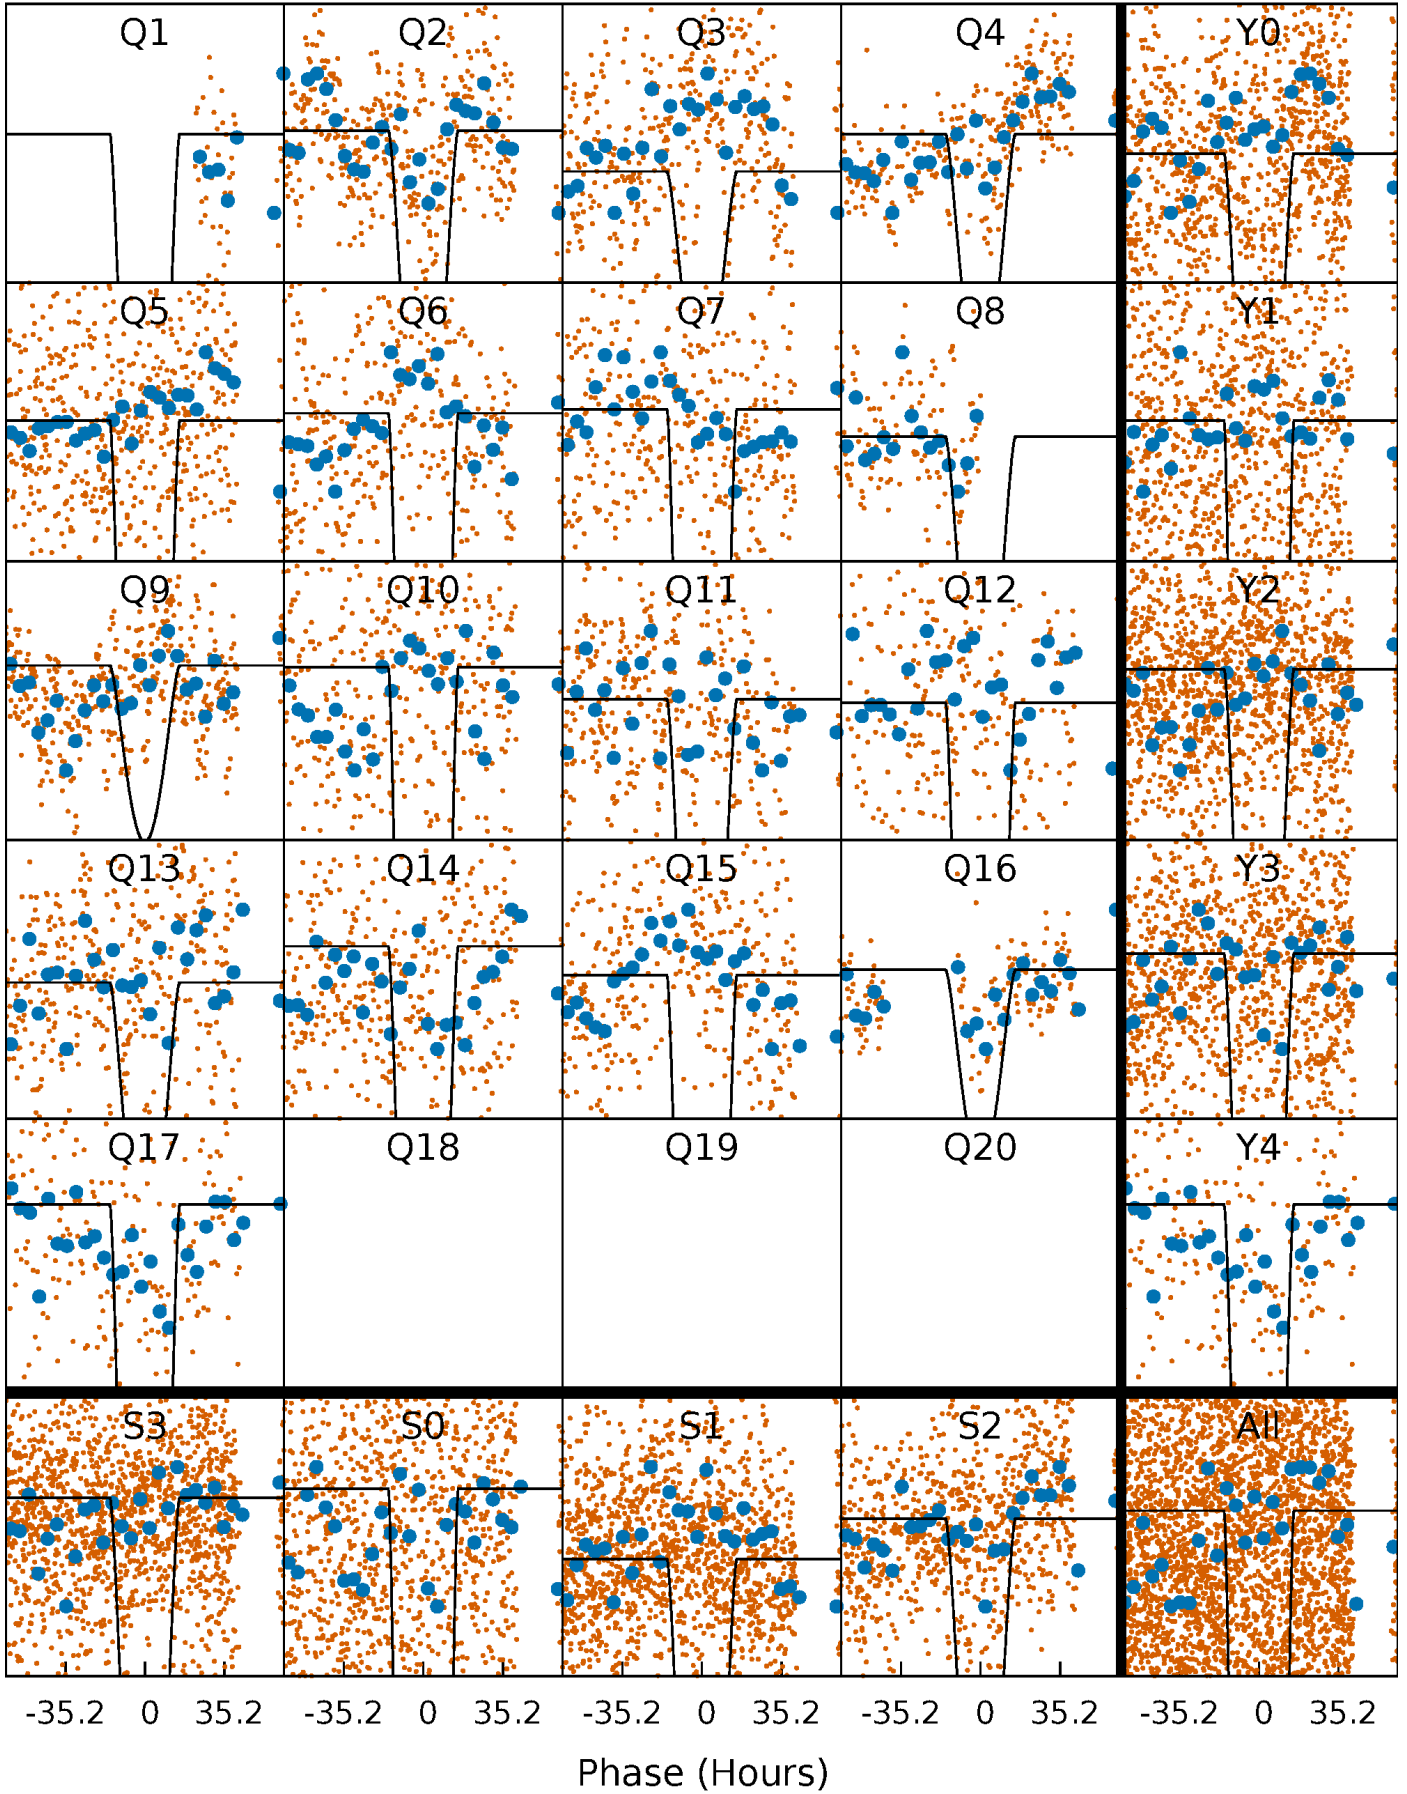 Q1 Q2 Q3 Q4 Y0
Q5 Q6 Q7 Q8 Y1
Q9 Q10 Q11 Q12 Y2
Q13 Q14 Q15 Q16 Y3
Q17 Q18 Q19 Q20 Y4
S3 S0 S1 S2 All
-35.2 0 35.2 -35.2 0 35.2 -35.2 0 35.2 -35.2 0 35.2 -35.2 0 35.2
Phase (Hours)